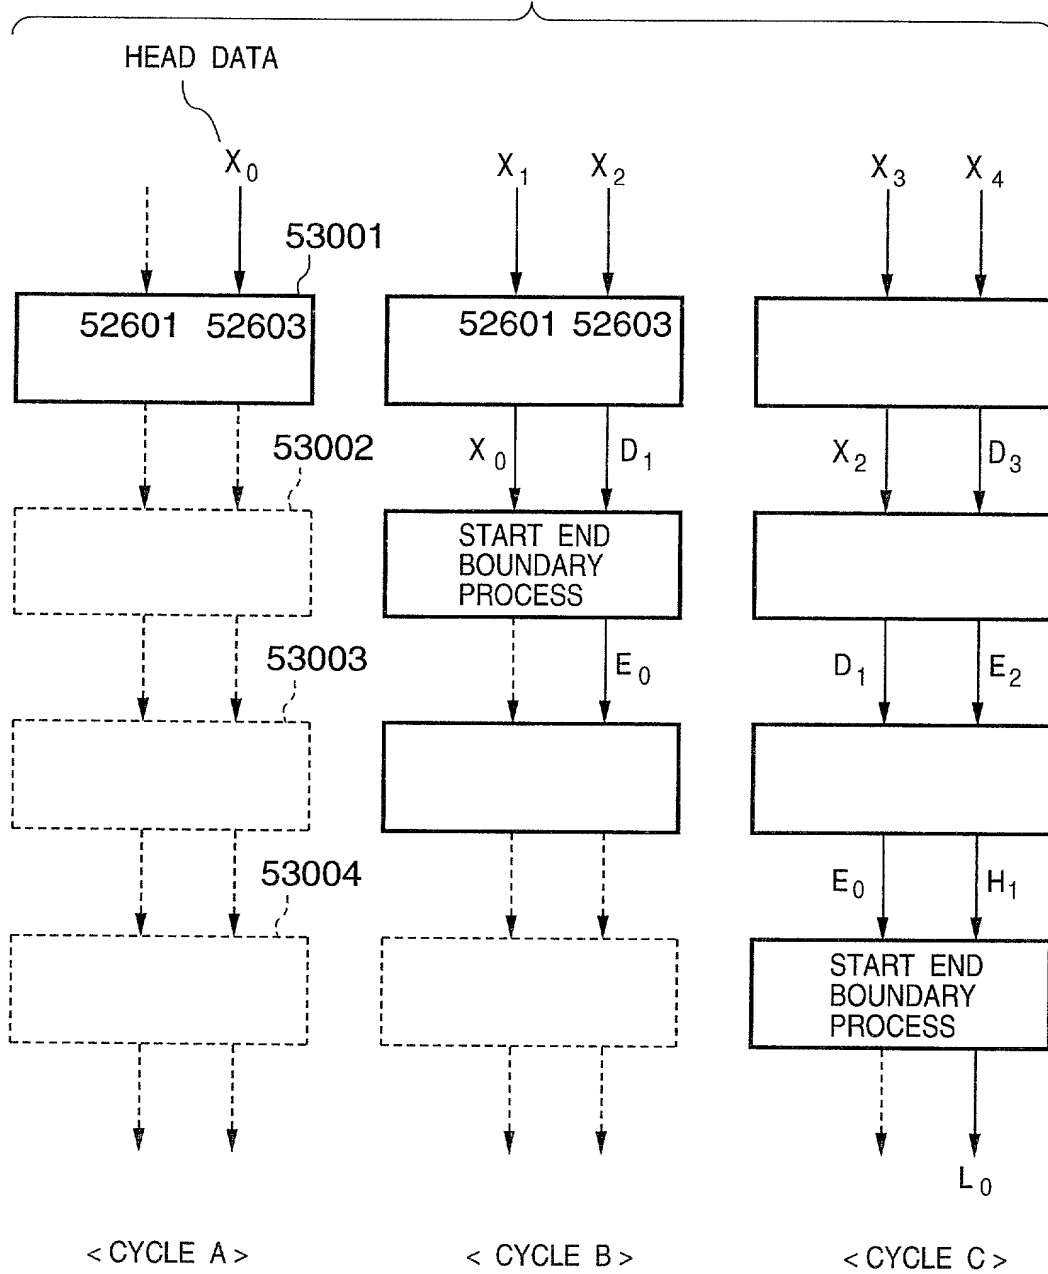 HEAD DATA
X0
X1 X2
X3 X4
53001
52601 52603
52601 52603
53002
X0 D1
X2 D3
START END
BOUNDARY
PROCESS
53003
E0
D1 E2
53004
E0 H1
START END
BOUNDARY
PROCESS
L0
< CYCLE A >
< CYCLE B >
< CYCLE C >